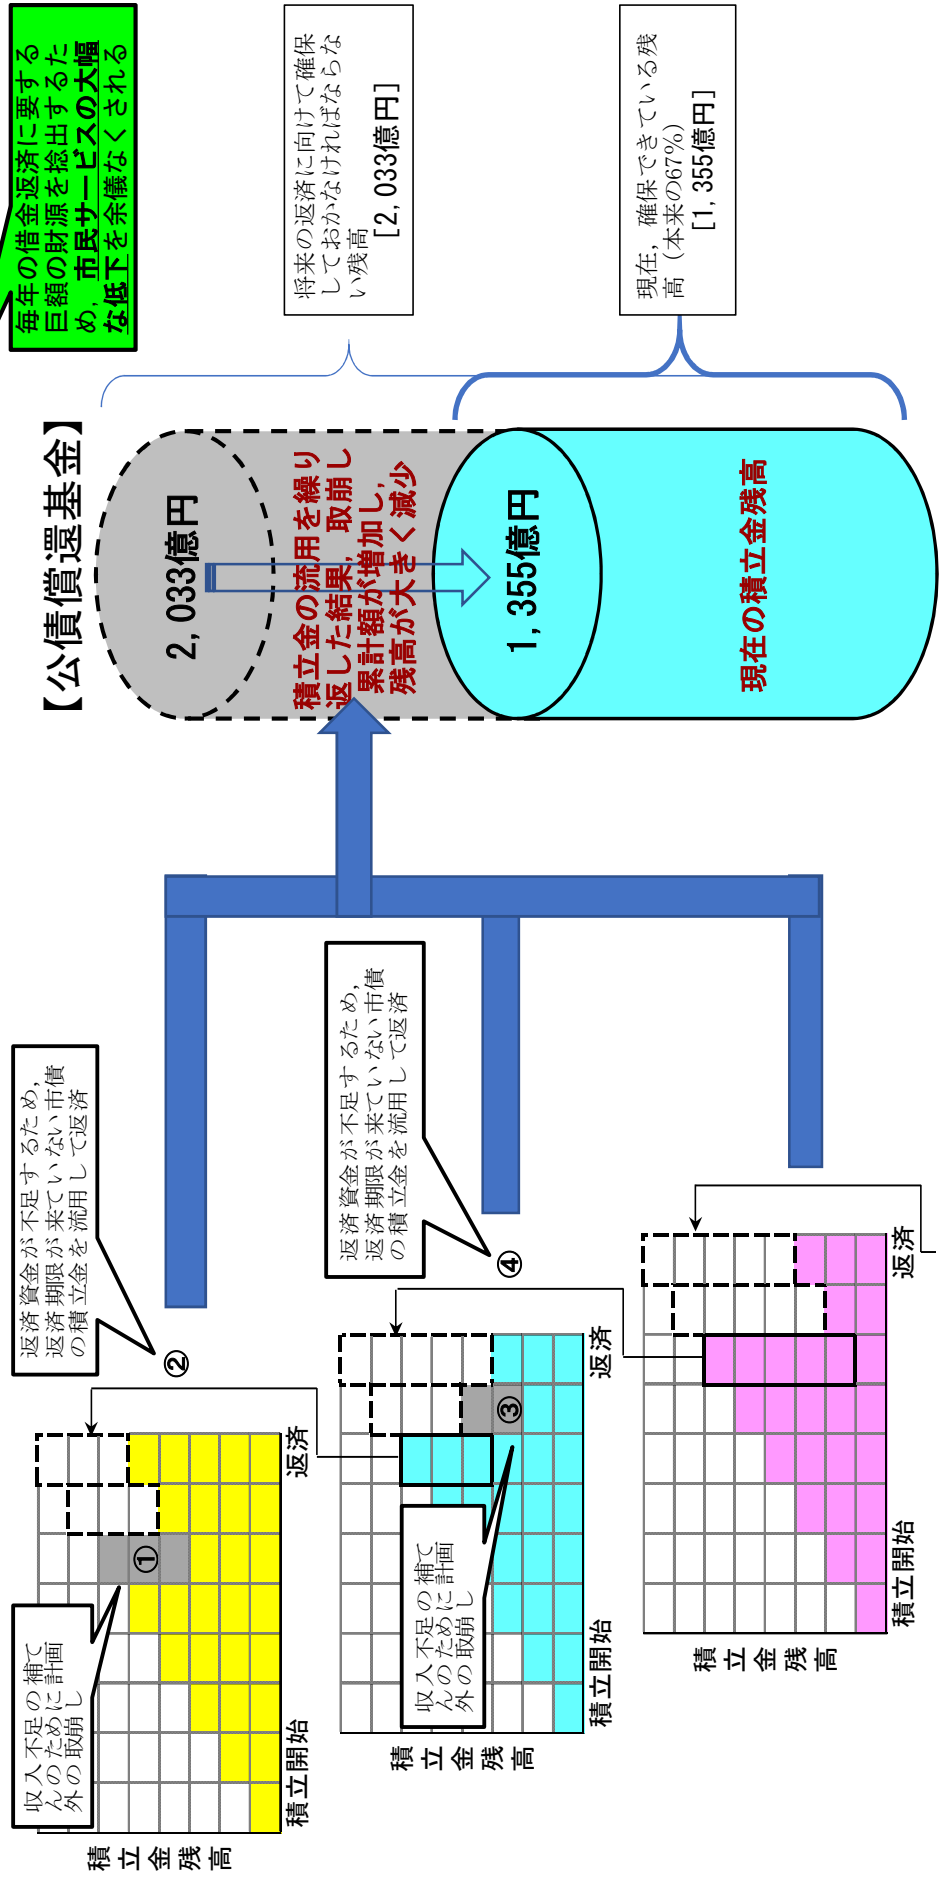 毎年の借金返済に要する
巨額の財源を捻出するた
め，市民サービスの大幅
な低下を余儀なくされる
【公債償還基金】
2,033億円
積立金の流用を繰り
返した結果，取崩し
累計額が増加し，
残高が大きく減少
1,355億円
現在の積立金残高
将来の返済に向けて確保
しておかなければならな
い残高
[2,033億円]
現在，確保できている残
高（本来の67%）
[1,355億円]
返済資金が不足するため，
返済期限が来ていない市債
の積立金を流用して返済
②
収入不足の補て
んのために計画
外の取崩し
①
積立金残高
積立開始
返済
返済資金が不足するため，
返済期限が来ていない市債
の積立金を流用して返済
④
収入不足の補て
んのために計画
外の取崩し
③
積立金残高
積立開始
返済
積立金残高
積立開始
返済